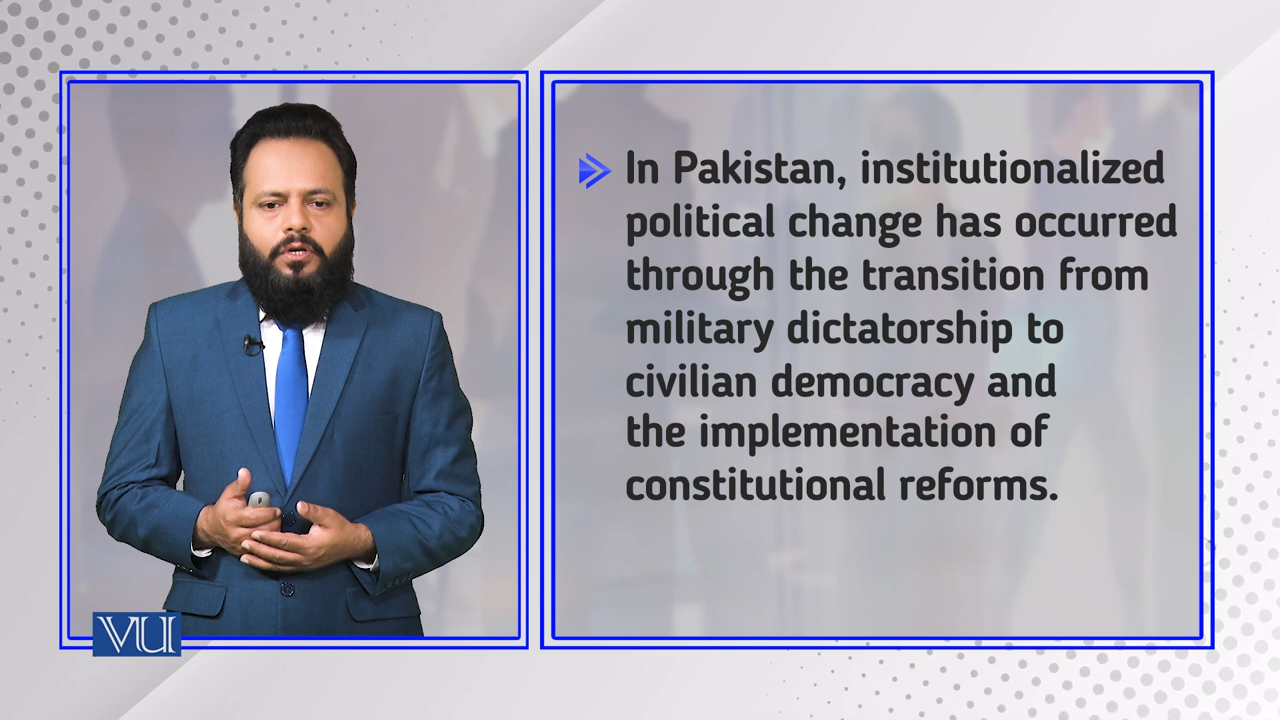 In Pakistan, institutionalized
political change has occurred
through the transition from
military dictatorship to
civilian democracy and
the implementation of
constitutional reforms.
VU